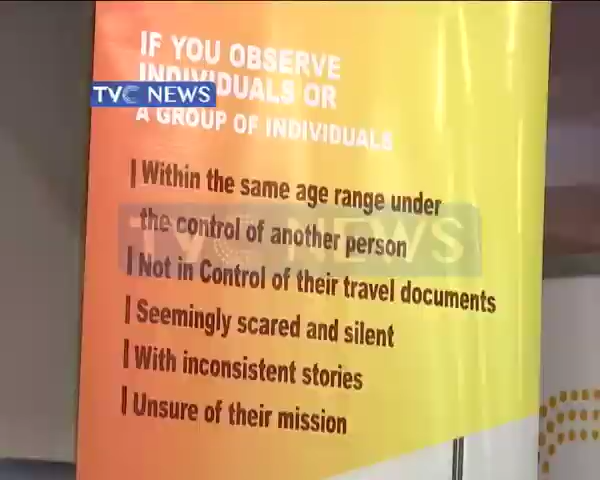 IF YOU OBSERVE
INDIVIDUALS OR
TVC NEWS
A GROUP OF INDIVIDUALS
| Within the same age range under
the control of another person
TVC NEWS
| Not in Control of their travel documents
| Seemingly scared and silent
| With inconsistent stories
| Unsure of their mission